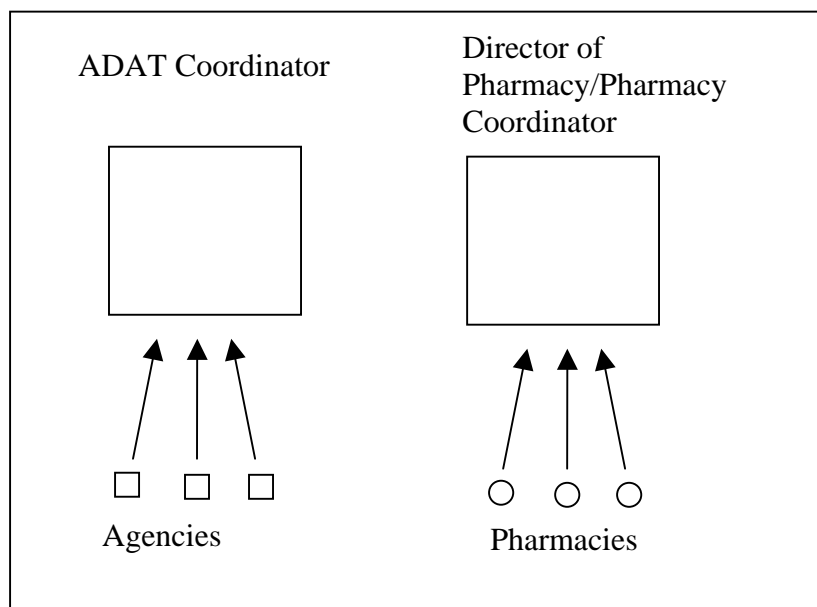 ADAT Coordinator
Director of
Pharmacy/Pharmacy
Coordinator
Agencies
Pharmacies